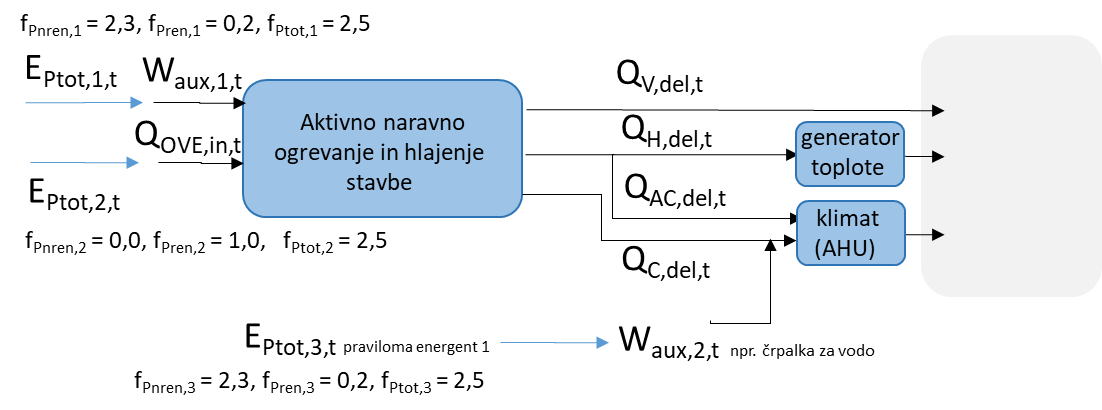 fPnren,1 = 2,3, fPren,1 = 0,2, fPtot,1 = 2,5
EPtot,1,t
Waux,1,t
QOVE,in,t
EPtot,2,t
fPnren,2 = 0,0, fPren,2 = 1,0, fPtot,2 = 2,5
Aktivno naravno
ogrevanje in hlajenje
stavbe
QV,del,t
QH,del,t
QAC,del,t
QC,del,t
generator
toplote
klimat
(AHU)
EPtot,3,t praviloma energent 1
Waux,2,t npr. črpalka za vodo
fPnren,3 = 2,3, fPren,3 = 0,2, fPtot,3 = 2,5